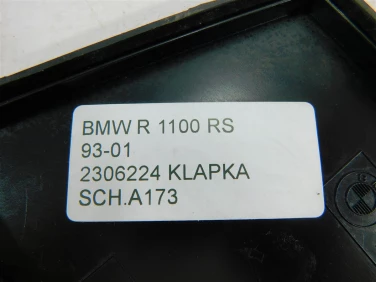 BMW R 1100 RS
93-01
2306224 KLAPKA
SCH.A173